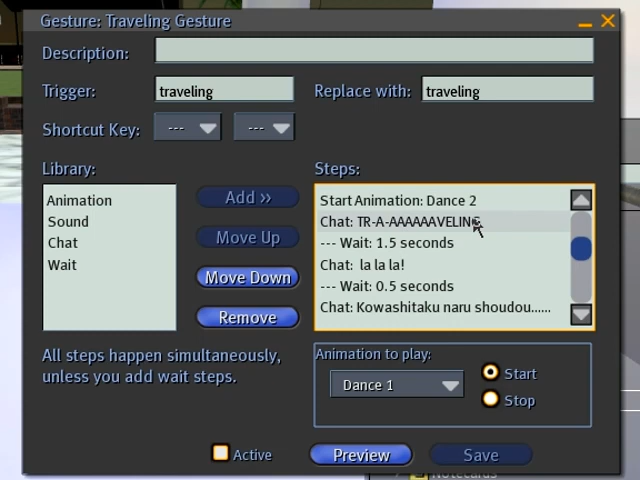 Gesture: Traveling Gesture
Description:
Trigger: traveling Replace with: traveling
Shortcut Key: --- ---
Library: Steps:
Animation
Sound
Chat
Wait
Add >>
Move Up
Move Down
Remove
Start Animation: Dance 2
Chat: TR-A-AAAAAAVELING
--- Wait: 1.5 seconds
Chat: la la la!
--- Wait: 0.5 seconds
Chat: Kowashitaku naru shoudou......
All steps happen simultaneously,
unless you add wait steps.
Animation to play:
Dance 1
Start
Stop
Active Preview Save
Notecards